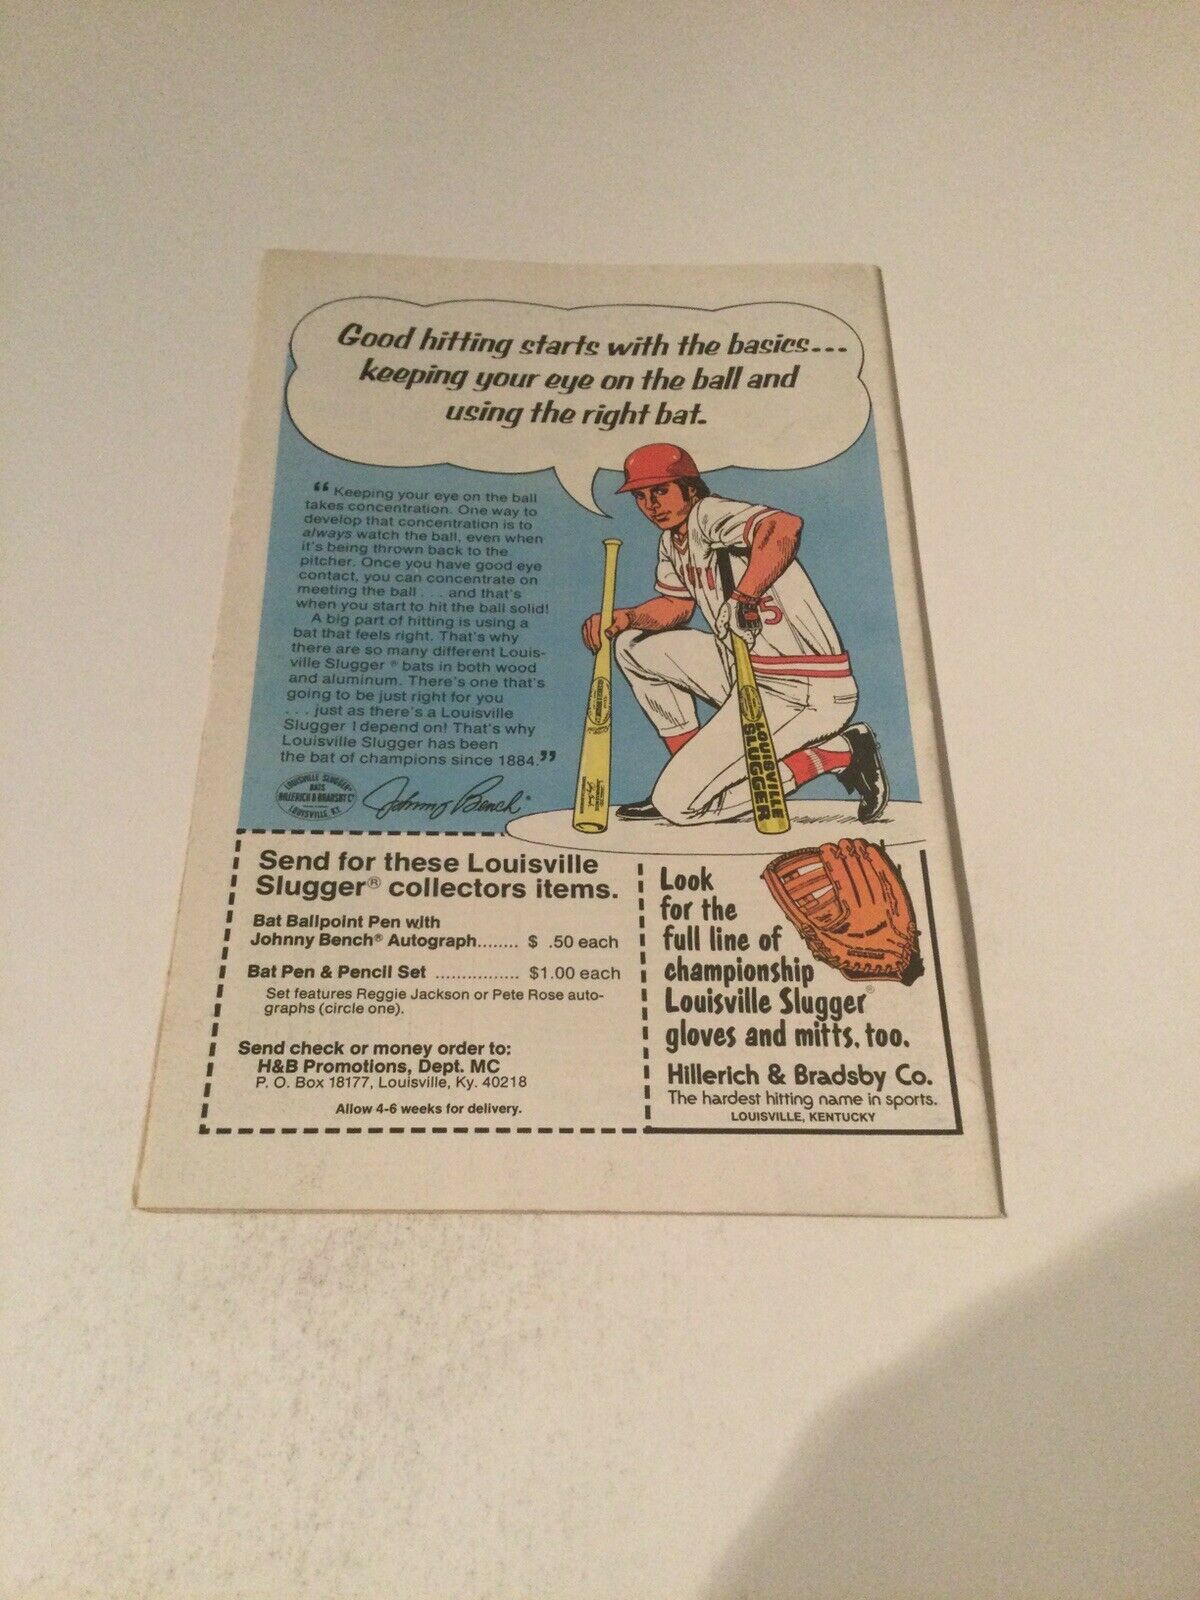 Good hitting starts with the basics...
keeping your eye on the ball and
using the right bat.
“ Keeping your eye on the ball
takes concentration. One way to
develop that concentration is to
always watch the ball, even when
it's being thrown back to the
pitcher. Once you have good eye
contact, you can concentrate on
meeting the ball . . . and that's
when you start to hit the ball solid!
A big part of hitting is using a
bat that feels right. That's why
there are so many different Louis-
ville Slugger ® bats in both wood
and aluminum. There's one that's
going to be just right for you
. . . just as there's a Louisville
Slugger I depend on! That's why
Louisville Slugger has been
the bat of champions since 1884.”
LOUISVILLE SLUGGER
BATS
HILLERICH & BRADSBY Co
LOUISVILLE, KY.
Johnny Bench
5
LOUISVILLE
SLUGGER
Send for these Louisville
Slugger® collectors items.
Bat Ballpoint Pen with
Johnny Bench® Autograph........ $ .50 each
Bat Pen & Pencil Set ................ $1.00 each
Set features Reggie Jackson or Pete Rose auto-
graphs (circle one).
Send check or money order to:
H&B Promotions, Dept. MC
P. O. Box 18177, Louisville, Ky. 40218
Allow 4-6 weeks for delivery.
Look
for the
full line of
championship
Louisville Slugger®
gloves and mitts, too.
Hillerich & Bradsby Co.
The hardest hitting name in sports.
LOUISVILLE, KENTUCKY